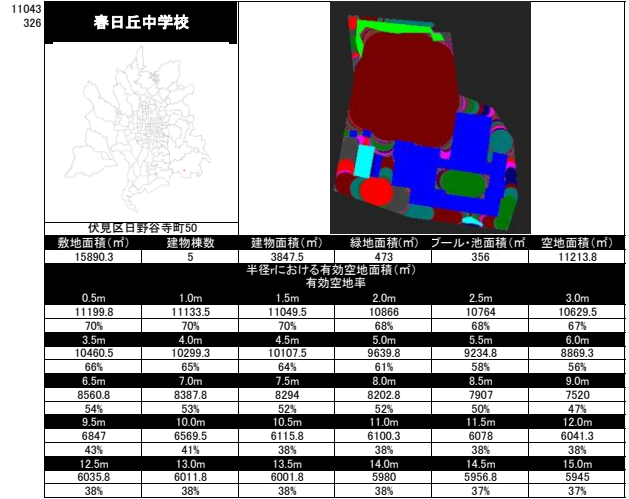 11043
326
春日丘中学校
伏見区日野谷寺町50
敷地面積(㎡) 建物棟数 建物面積(㎡) 緑地面積(㎡) プール・池面積(㎡ 空地面積(㎡)
15890.3 5 3847.5 473 356 11213.8
半径rにおける有効空地面積(㎡)
有効空地率
0.5m 1.0m 1.5m 2.0m 2.5m 3.0m
11199.8 11133.5 11049.5 10866 10764 10629.5
70% 70% 70% 68% 68% 67%
3.5m 4.0m 4.5m 5.0m 5.5m 6.0m
10460.5 10299.3 10107.5 9639.8 9234.8 8869.3
66% 65% 64% 61% 58% 56%
6.5m 7.0m 7.5m 8.0m 8.5m 9.0m
8560.8 8387.8 8294 8202.8 7907 7520
54% 53% 52% 52% 50% 47%
9.5m 10.0m 10.5m 11.0m 11.5m 12.0m
6847 6569.5 6115.8 6100.3 6078 6041.3
43% 41% 38% 38% 38% 38%
12.5m 13.0m 13.5m 14.0m 14.5m 15.0m
6035.8 6011.8 6001.8 5980 5956.8 5945
38% 38% 38% 38% 37% 37%